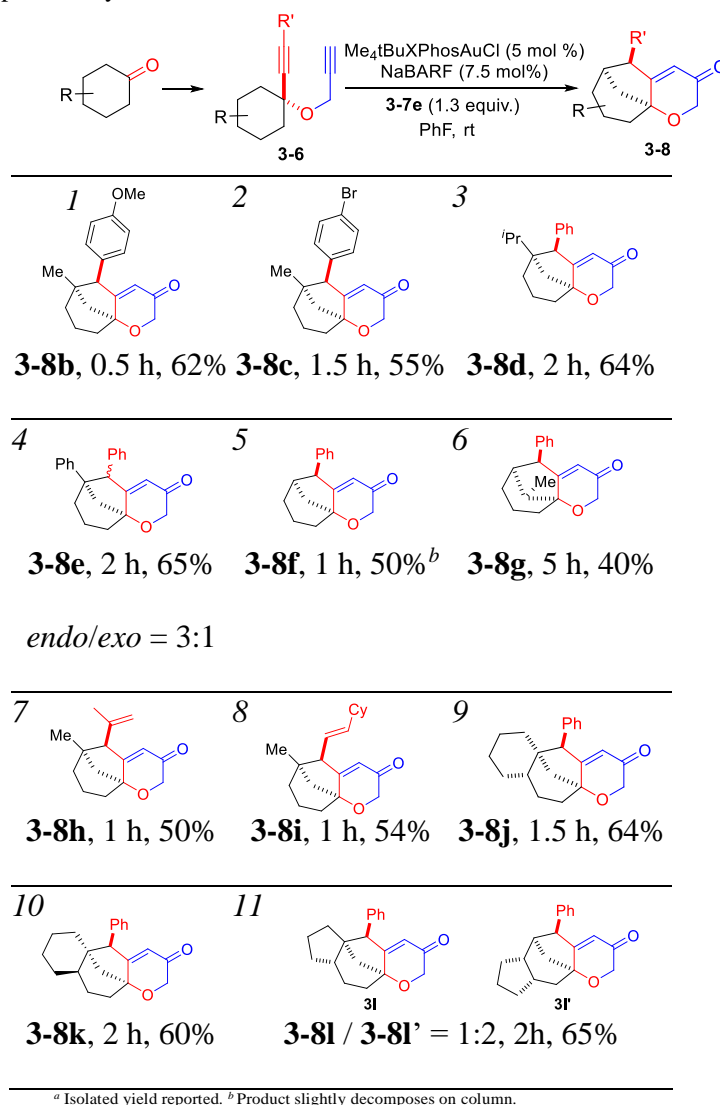 R'
R'
Me₄tBuXPhosAuCl (5 mol %)
NaBARF (7.5 mol%)
3-7e (1.3 equiv.)
PhF, rt
O
R
R
O
R
O
O
3-6
3-8
1
2
3
OMe
Br
Ph
Me
Me
ⁱPr
O
O
O
O
O
O
3-8b, 0.5 h, 62%
3-8c, 1.5 h, 55%
3-8d, 2 h, 64%
4
5
6
Ph
Ph
Ph
Ph
Me
O
O
O
O
O
O
3-8e, 2 h, 65%
3-8f, 1 h, 50%ᵇ
3-8g, 5 h, 40%
endo/exo = 3:1
7
8
9
Cy
Ph
Me
Me
O
O
O
O
O
O
3-8h, 1 h, 50%
3-8i, 1 h, 54%
3-8j, 1.5 h, 64%
10
11
Ph
Ph
Ph
O
O
O
O
O
O
3l
3l'
3-8k, 2 h, 60%
3-8l / 3-8l’ = 1:2, 2h, 65%
ᵃ Isolated yield reported. ᵇ Product slightly decomposes on column.